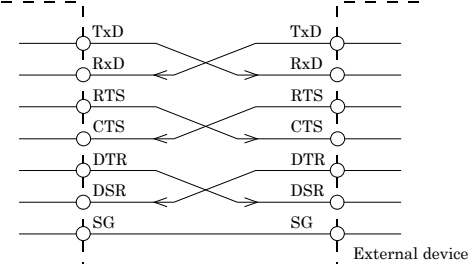 TxD TxD
RxD RxD
RTS RTS
CTS CTS
DTR DTR
DSR DSR
SG SG
External device